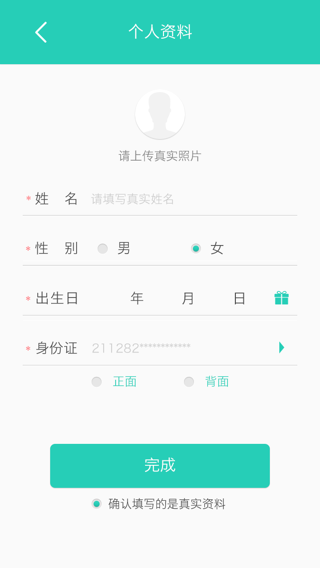 个人资料
请上传真实照片
* 姓 名 请填写真实姓名
* 性 别 男 女
* 出生日 年 月 日
* 身份证 211282************
正面 背面
完成
确认填写的是真实资料